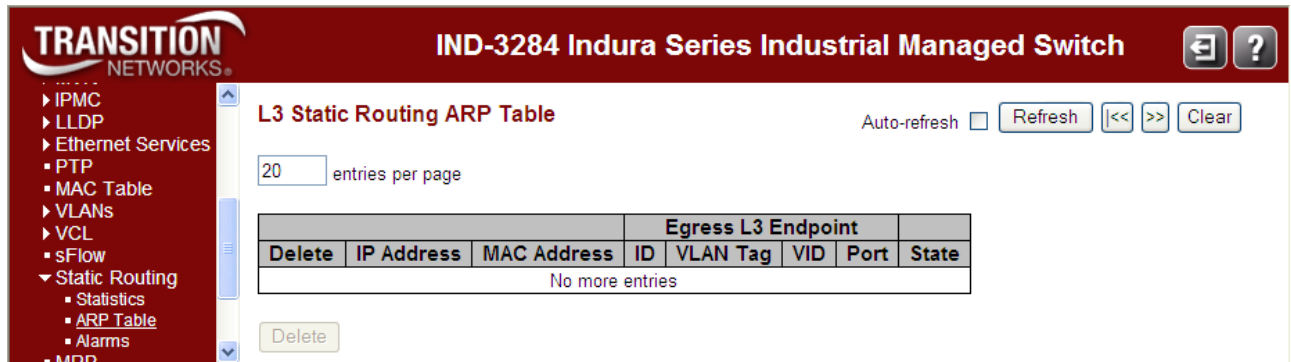 TRANSITION
NETWORKS®
IND-3284 Indura Series Industrial Managed Switch
?
IPMC
LLDP
Ethernet Services
PTP
MAC Table
VLANs
VCL
sFlow
Static Routing
Statistics
ARP Table
Alarms
L3 Static Routing ARP Table
Auto-refresh Refresh |<< >> Clear
20 entries per page
Egress L3 Endpoint
Delete IP Address MAC Address ID VLAN Tag VID Port State
No more entries
Delete